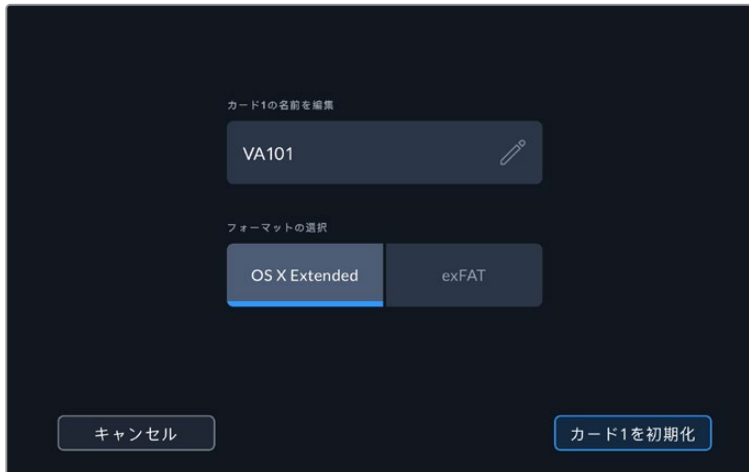 カード1の名前を編集
VA101
フォーマットの選択
OS X Extended
exFAT
キャンセル
カード1を初期化